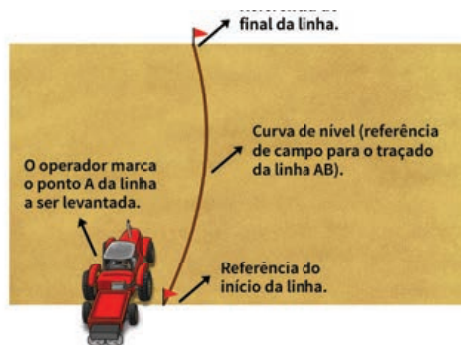 final da linha.
Curva de nível (referência
de campo para o traçado
da linha AB).
O operador marca
o ponto A da linha
a ser levantada.
Referência do
início da linha.